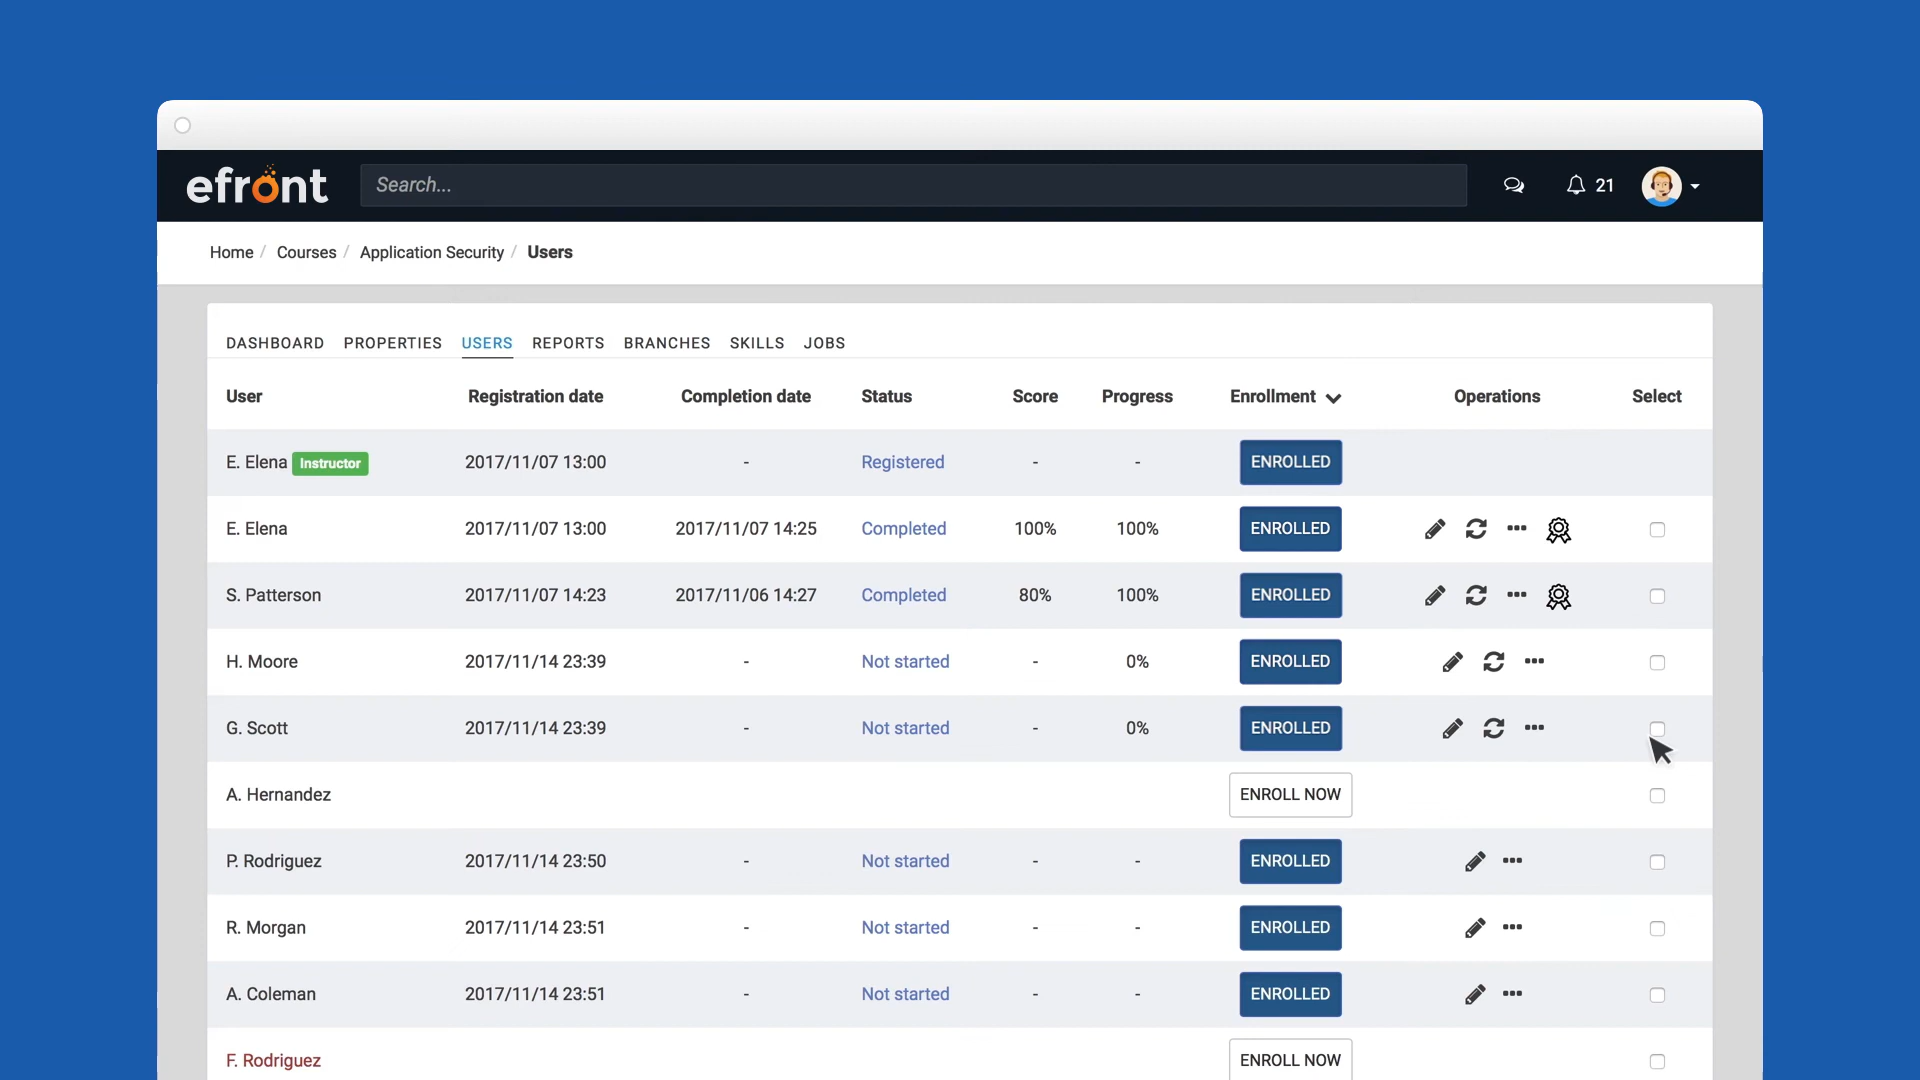 efront Search... 21
Home / Courses / Application Security / Users
DASHBOARD PROPERTIES USERS REPORTS BRANCHES SKILLS JOBS
User Registration date Completion date Status Score Progress Enrollment Operations Select
E. Elena Instructor 2017/11/07 13:00 - Registered - - ENROLLED
E. Elena 2017/11/07 13:00 2017/11/07 14:25 Completed 100% 100% ENROLLED
S. Patterson 2017/11/07 14:23 2017/11/06 14:27 Completed 80% 100% ENROLLED
H. Moore 2017/11/14 23:39 - Not started - 0% ENROLLED
G. Scott 2017/11/14 23:39 - Not started - 0% ENROLLED
A. Hernandez ENROLL NOW
P. Rodriguez 2017/11/14 23:50 - Not started - - ENROLLED
R. Morgan 2017/11/14 23:51 - Not started - - ENROLLED
A. Coleman 2017/11/14 23:51 - Not started - - ENROLLED
F. Rodriguez ENROLL NOW